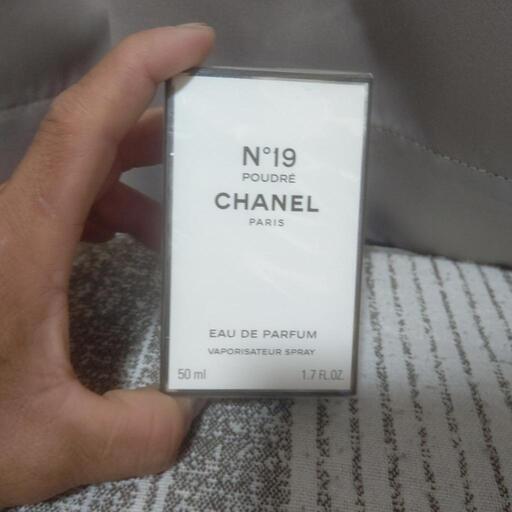 N°19
POUDRÉ
CHANEL
PARIS
EAU DE PARFUM
VAPORISATEUR SPRAY
50 ml 1.7 FL.OZ.